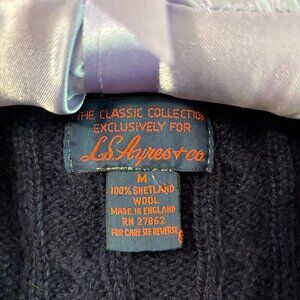 THE CLASSIC COLLECTION
EXCLUSIVELY FOR
L.S. Ayres + co.
M
100% SHETLAND
WOOL
MADE IN ENGLAND
RN 27862
FOR CARE SEE REVERSE